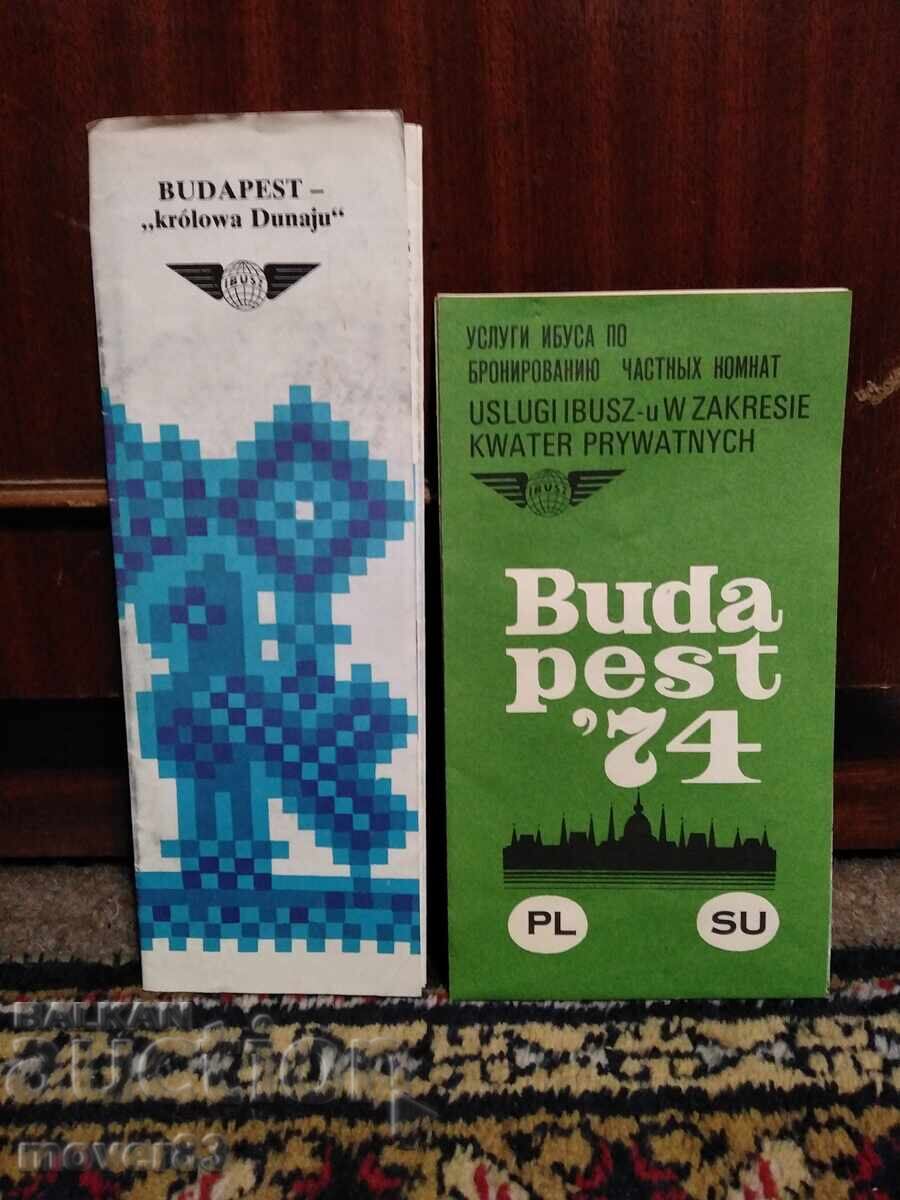 BUDAPEST –
„królowa Dunaju“
IBUSZ
УСЛУГИ ИБУСА ПО
БРОНИРОВАНИЮ ЧАСТНЫХ КОМНАТ
USLUGI IBUSZ-u W ZAKRESIE
KWATER PRYWATNYCH
IBUSZ
Buda
pest
'74
PL
SU
BALKAN
auction
mover83